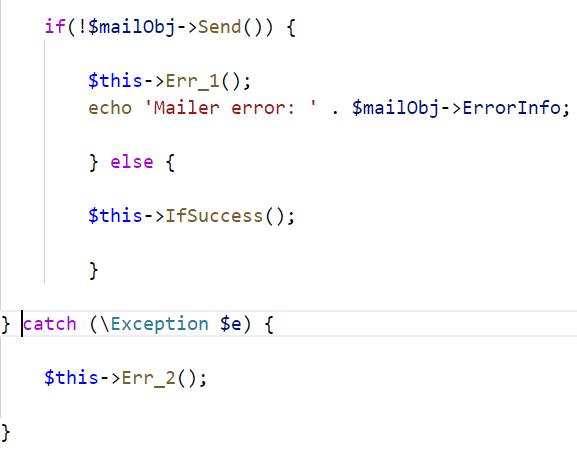 if(!$mailObj->Send()) {
$this->Err_1();
echo 'Mailer error: ' . $mailObj->ErrorInfo;
} else {
$this->IfSuccess();
}
} catch (\Exception $e) {
$this->Err_2();
}